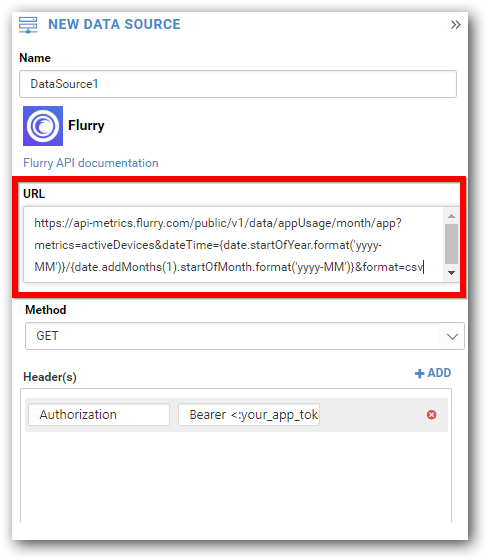 NEW DATA SOURCE
Name
DataSource1
Flurry
Flurry API documentation
URL
https://api-metrics.flurry.com/public/v1/data/appUsage/month/app?
metrics=activeDevices&dateTime={date.startOfYear.format('yyyy-
MM')}/{date.addMonths(1).startOfMonth.format('yyyy-MM')}&format=csv
Method
GET
Header(s)
ADD
Authorization
Bearer <:your_app_tok